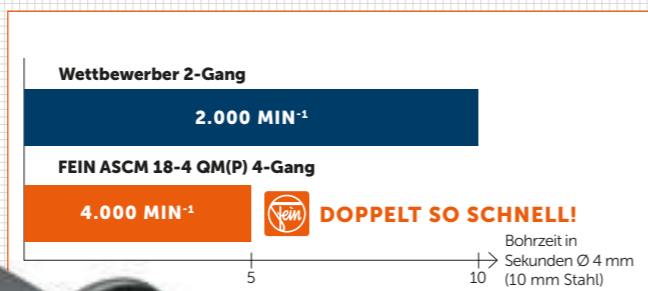 Wettbewerber 2-Gang
2.000 MIN⁻¹
FEIN ASCM 18-4 QM(P) 4-Gang
4.000 MIN⁻¹
Fein DOPPELT SO SCHNELL!
5
10
Bohrzeit in
Sekunden Ø 4 mm
(10 mm Stahl)